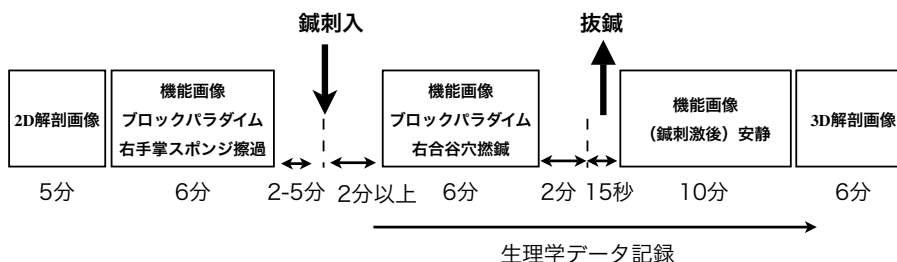 鍼刺入
抜鍼
2D解剖画像
機能画像
ブロックパラダイム
右手掌スポンジ擦過
機能画像
ブロックパラダイム
右合谷穴撚鍼
機能画像
（鍼刺激後）安静
3D解剖画像
5分
6分
2-5分
2分以上
6分
2分
15秒
10分
6分
生理学データ記録